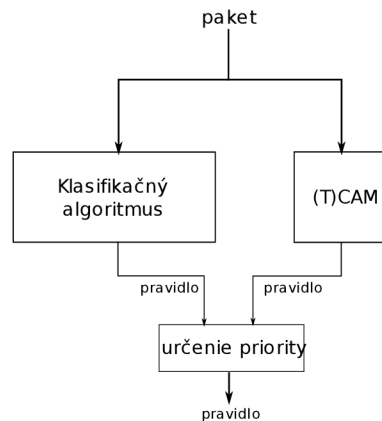 paket
Klasifikačný
algoritmus
(T)CAM
pravidlo
pravidlo
určenie priority
pravidlo